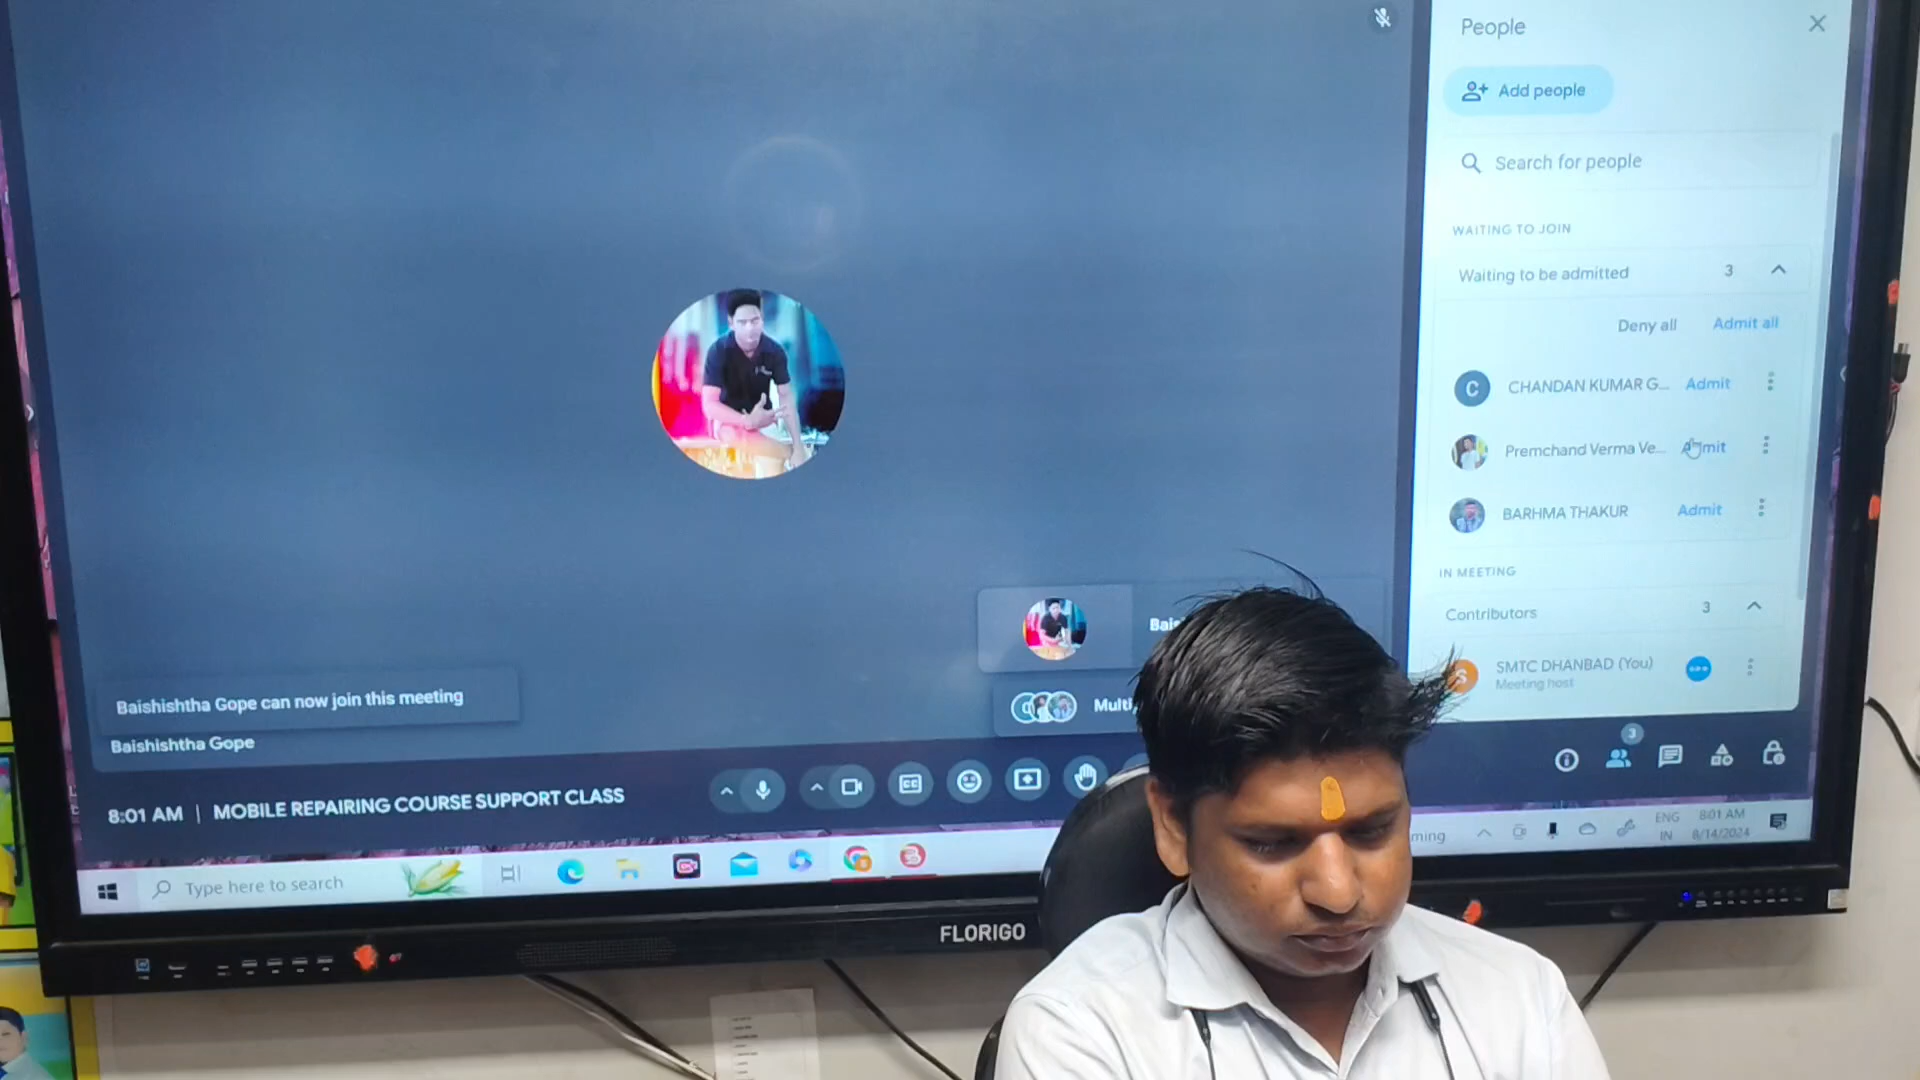 People
Add people
Search for people
WAITING TO JOIN
Waiting to be admitted 3
Deny all Admit all
C CHANDAN KUMAR G... Admit
Premchand Verma Ve... Admit
BARHMA THAKUR Admit
IN MEETING
Contributors 3
SMTC DHANBAD (You)
Meeting host
Baishishtha Gope can now join this meeting
Baishishtha Gope
8:01 AM | MOBILE REPAIRING COURSE SUPPORT CLASS
CC
3
Type here to search
ENG
IN
8:01 AM
8/14/2024
FLORIGO